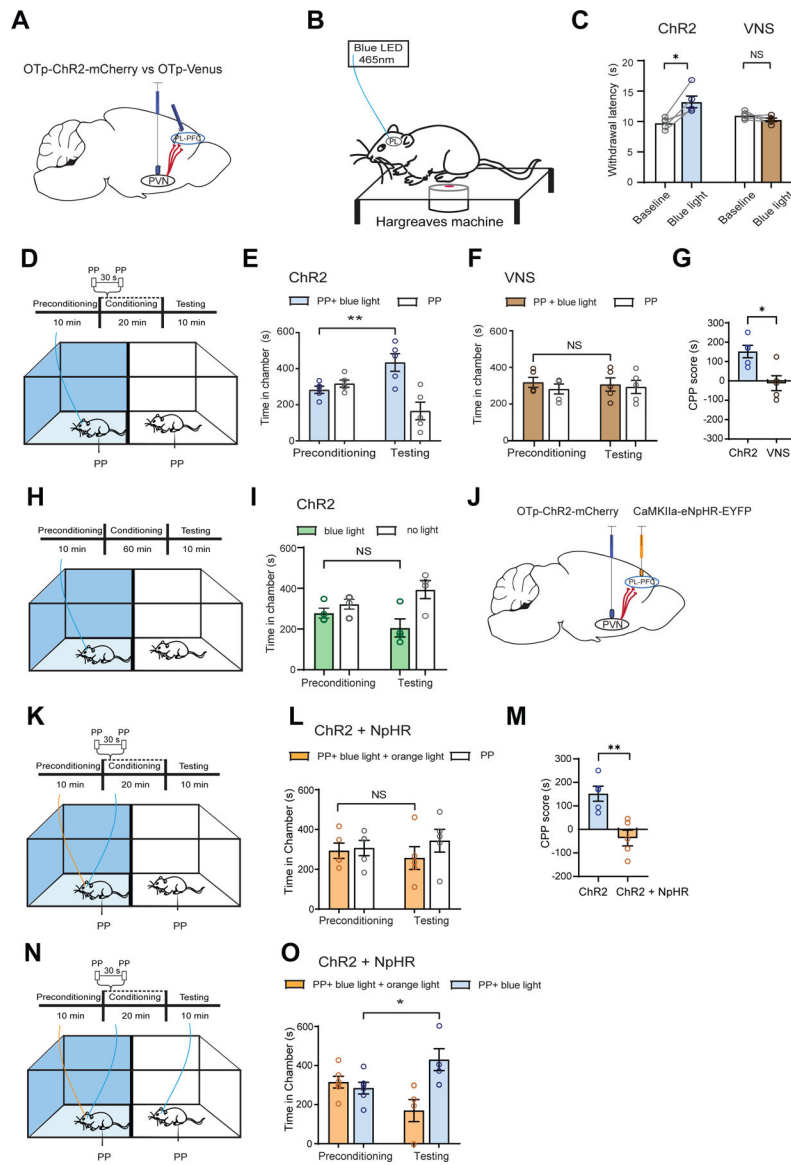 A
OTp-ChR2-mCherry vs OTp-Venus
PL-PFC
PVN
B
Blue LED
465nm
PL
Hargreaves machine
C
ChR2
VNS
*
NS
Withdrawal latency (s)
20
15
10
5
0
Baseline
Blue light
Baseline
Blue light
D
PP PP
30 s
Preconditioning Conditioning Testing
10 min 20 min 10 min
PP PP
E
ChR2
PP+ blue light PP
**
Time in chamber (s)
600
400
200
0
Preconditioning Testing
F
VNS
PP + blue light PP
NS
Time in chamber (s)
600
400
200
0
Preconditioning Testing
G
*
CPP score (s)
300
200
100
0
-100
-200
-300
ChR2 VNS
H
Preconditioning Conditioning Testing
10 min 60 min 10 min
I
ChR2
blue light no light
NS
Time in chamber (s)
600
400
200
0
Preconditioning Testing
J
OTp-ChR2-mCherry CaMKIIa-eNpHR-EYFP
PL-PFC
PVN
K
PP PP
30 s
Preconditioning Conditioning Testing
10 min 20 min 10 min
PP PP
L
ChR2 + NpHR
PP+ blue light + orange light PP
NS
Time in Chamber (s)
600
400
200
0
Preconditioning Testing
M
**
CPP score (s)
300
200
100
0
-100
-200
ChR2 ChR2 + NpHR
N
PP PP
30 s
Preconditioning Conditioning Testing
10 min 20 min 10 min
PP PP
O
ChR2 + NpHR
PP+ blue light + orange light PP+ blue light
*
Time in Chamber (s)
600
400
200
0
Preconditioning Testing